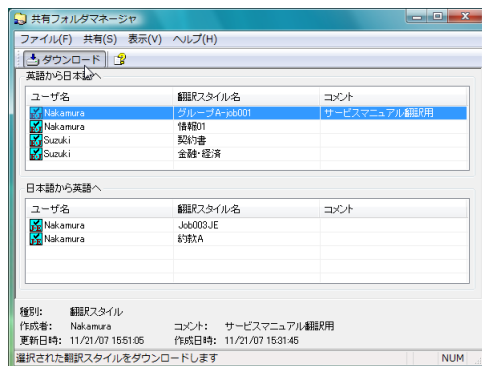 共有フォルダマネージャ
ファイル(F) 共有(S) 表示(V) ヘルプ(H)
ダウンロード
英語から日本語へ
ユーザ名 翻訳スタイル名 コメント
Nakamura グループA-job001 サービスマニュアル翻訳用
Nakamura 情報01
Suzuki 契約書
Suzuki 金融・経済
日本語から英語へ
ユーザ名 翻訳スタイル名 コメント
Nakamura Job003JE
Nakamura 約款A
種別: 翻訳スタイル
作成者: Nakamura コメント: サービスマニュアル翻訳用
更新日時: 11/21/07 15:51:05 作成日時: 11/21/07 15:31:45
選択された翻訳スタイルをダウンロードします NUM